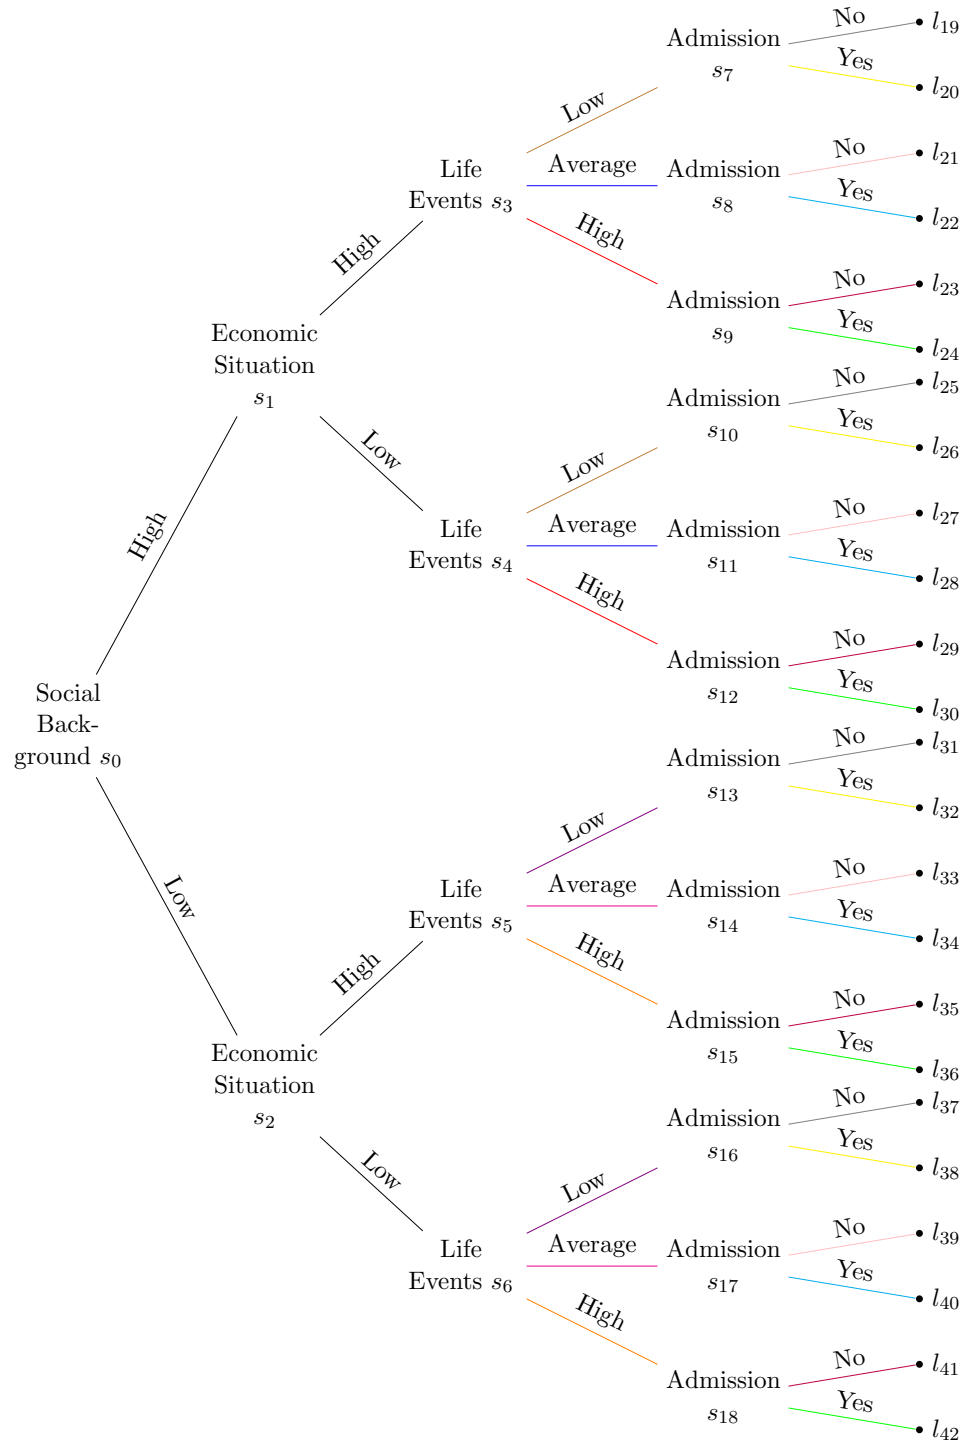 No
l19
Admission
s7
Yes
l20
Low
No
l21
Life
Events s3
Average
Admission
s8
Yes
l22
High
High
No
l23
Admission
s9
Yes
l24
Economic
Situation
s1
No
l25
Admission
s10
Yes
l26
Low
Low
No
l27
Life
Events s4
Average
Admission
s11
Yes
l28
High
High
No
l29
Admission
s12
Yes
l30
Social
Back-
ground s0
No
l31
Admission
s13
Yes
l32
Low
No
l33
Life
Events s5
Average
Admission
s14
Yes
l34
Low
High
High
No
l35
Admission
s15
Yes
l36
Economic
Situation
s2
No
l37
Admission
s16
Yes
l38
Low
Low
No
l39
Life
Events s6
Average
Admission
s17
Yes
l40
High
No
l41
Admission
s18
Yes
l42